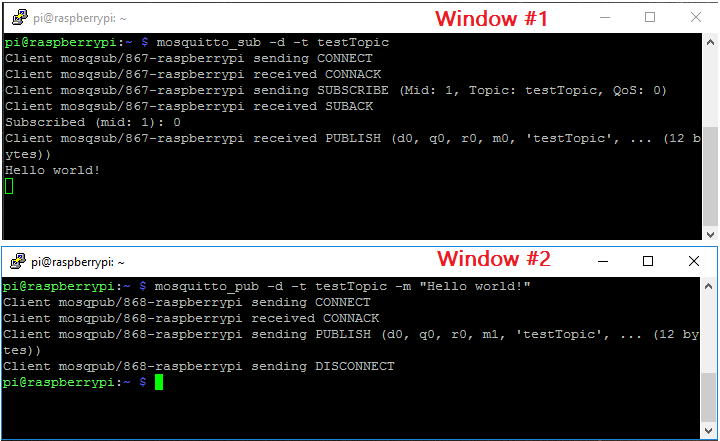 pi@raspberrypi: ~
Window #1
pi@raspberrypi:~ $ mosquitto_sub -d -t testTopic
Client mosqsub/867-raspberrypi sending CONNECT
Client mosqsub/867-raspberrypi received CONNACK
Client mosqsub/867-raspberrypi sending SUBSCRIBE (Mid: 1, Topic: testTopic, QoS: 0)
Client mosqsub/867-raspberrypi received SUBACK
Subscribed (mid: 1): 0
Client mosqsub/867-raspberrypi received PUBLISH (d0, q0, r0, m0, 'testTopic', ... (12 b
ytes))
Hello world!
pi@raspberrypi: ~
Window #2
pi@raspberrypi:~ $ mosquitto_pub -d -t testTopic -m "Hello world!"
Client mosqpub/868-raspberrypi sending CONNECT
Client mosqpub/868-raspberrypi received CONNACK
Client mosqpub/868-raspberrypi sending PUBLISH (d0, q0, r0, m1, 'testTopic', ... (12 by
tes))
Client mosqpub/868-raspberrypi sending DISCONNECT
pi@raspberrypi:~ $